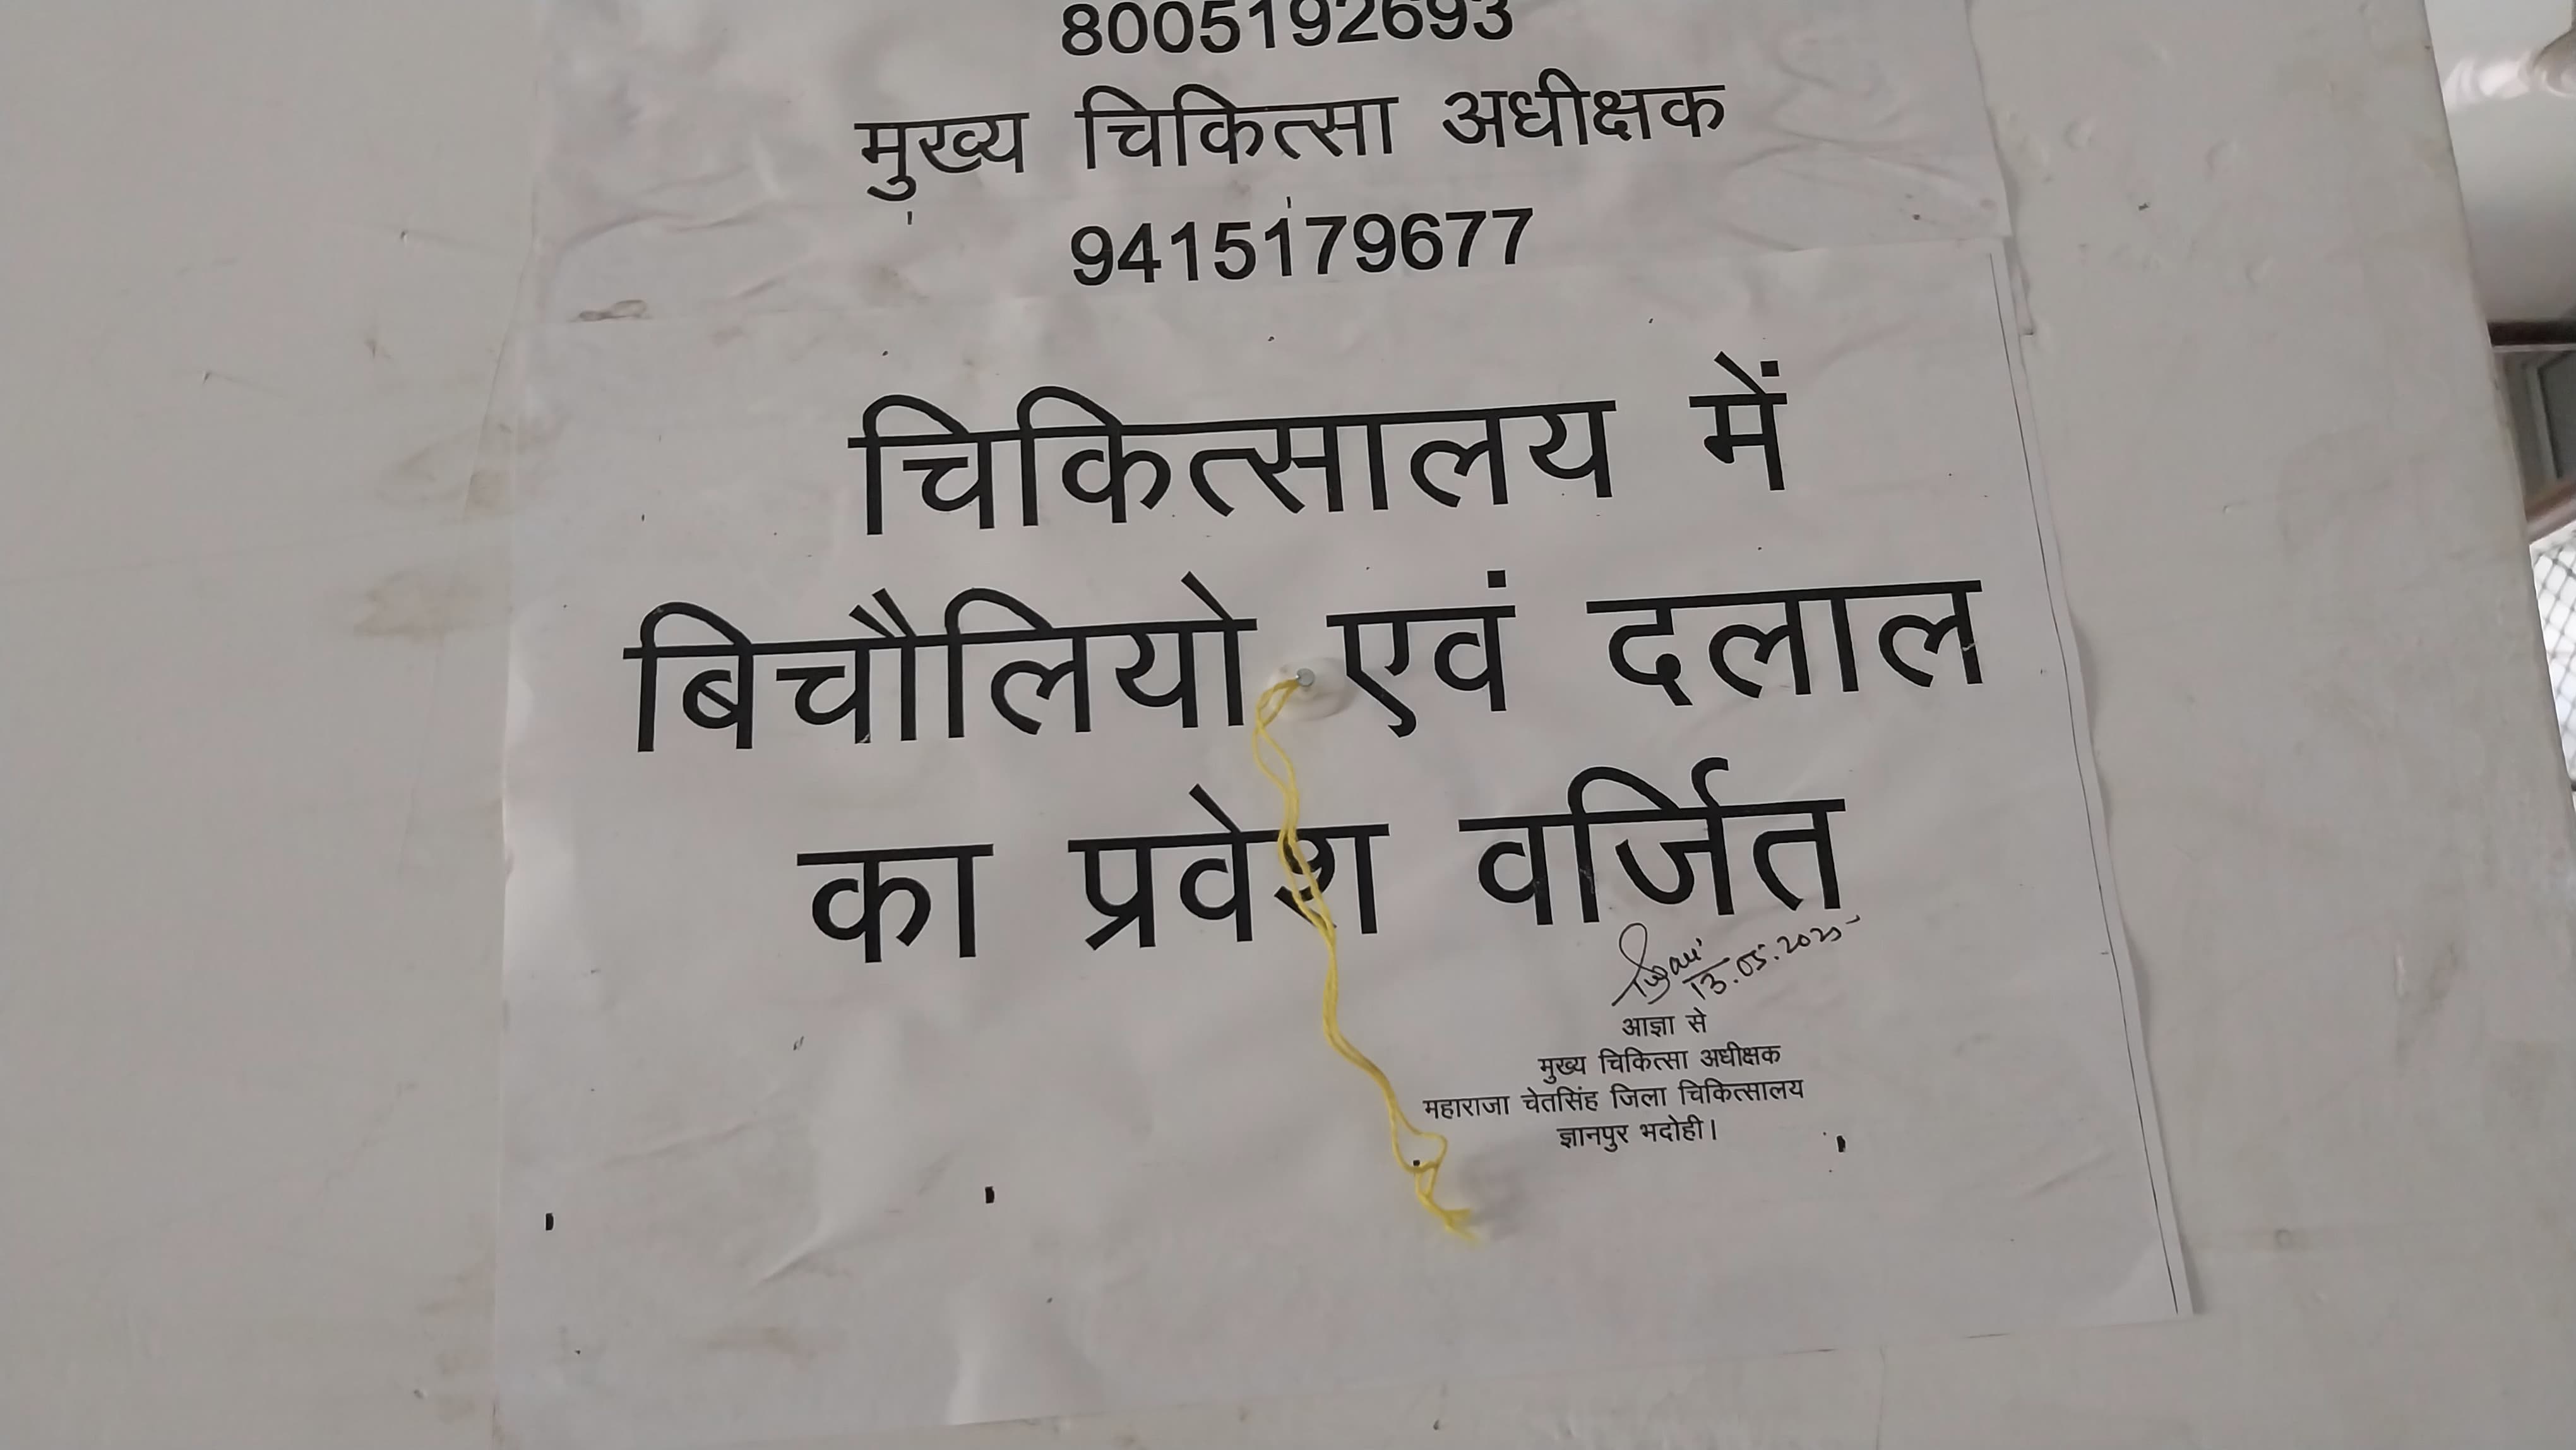 8005192693
मुख्य चिकित्सा अधीक्षक
9415179677
चिकित्सालय में
बिचौलियो एवं दलाल
का प्रवेश वर्जित
13.05.2025
आज्ञा से
मुख्य चिकित्सा अधीक्षक
महाराजा चेतसिंह जिला चिकित्सालय
ज्ञानपुर भदोही।